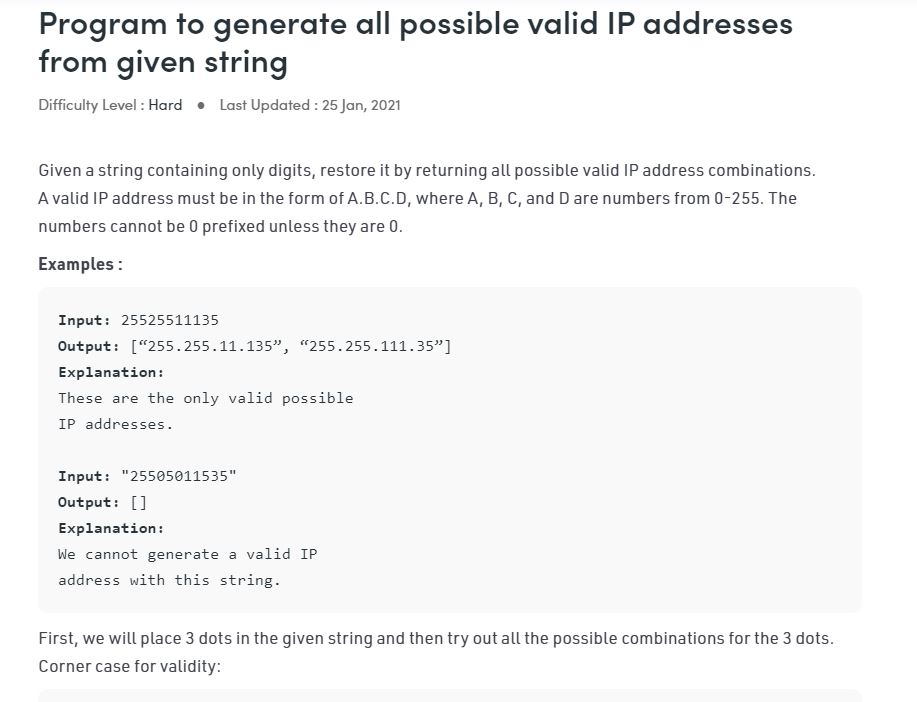 Program to generate all possible valid IP addresses
from given string
Difficulty Level : Hard ● Last Updated : 25 Jan, 2021
Given a string containing only digits, restore it by returning all possible valid IP address combinations.
A valid IP address must be in the form of A.B.C.D, where A, B, C, and D are numbers from 0-255. The
numbers cannot be 0 prefixed unless they are 0.
Examples :
Input: 25525511135
Output: [“255.255.11.135”, “255.255.111.35”]
Explanation:
These are the only valid possible
IP addresses.
Input: "25505011535"
Output: []
Explanation:
We cannot generate a valid IP
address with this string.
First, we will place 3 dots in the given string and then try out all the possible combinations for the 3 dots.
Corner case for validity: